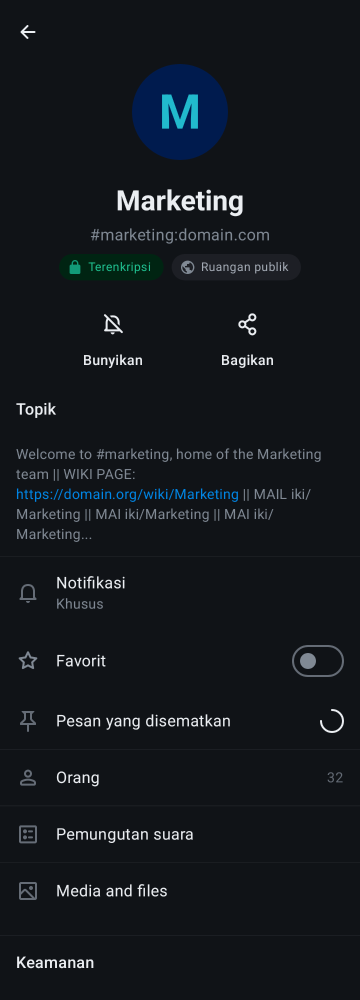 M
Marketing
#marketing:domain.com
Terenkripsi
Ruangan publik
Bunyikan
Bagikan
Topik
Welcome to #marketing, home of the Marketing
team || WIKI PAGE:
https://domain.org/wiki/Marketing || MAIL iki/
Marketing || MAI iki/Marketing || MAI iki/
Marketing...
Notifikasi
Khusus
Favorit
Pesan yang disematkan
Orang
32
Pemungutan suara
Media and files
Keamanan